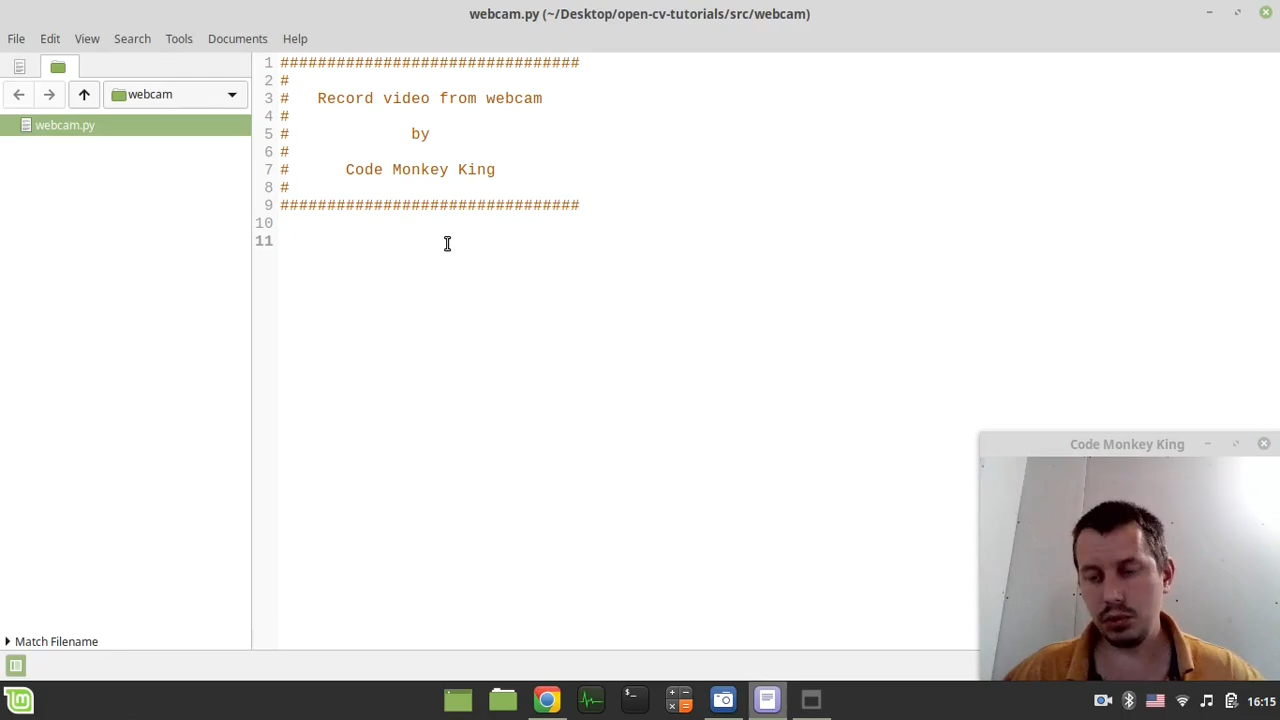 webcam.py (~/Desktop/open-cv-tutorials/src/webcam)
File Edit View Search Tools Documents Help
webcam
webcam.py
1 ################################
2 #
3 #   Record video from webcam
4 #
5 #             by
6 #
7 #      Code Monkey King
8 #
9 ################################
10
11
Code Monkey King
Match Filename
16:15